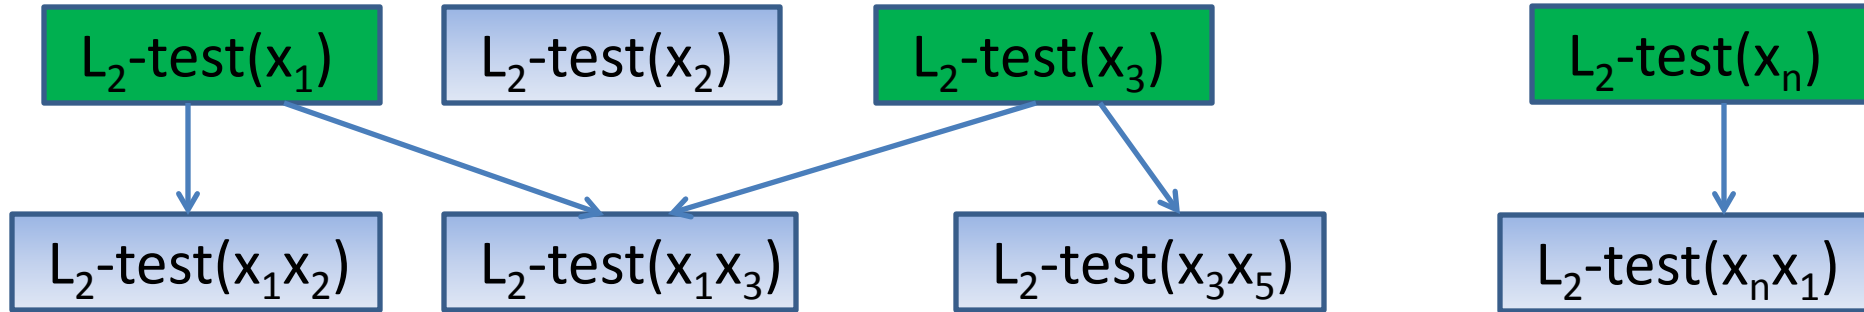 L₂-test(x₁) L₂-test(x₂) L₂-test(x₃) L₂-test(xₙ)
L₂-test(x₁x₂) L₂-test(x₁x₃) L₂-test(x₃x₅) L₂-test(xₙx₁)